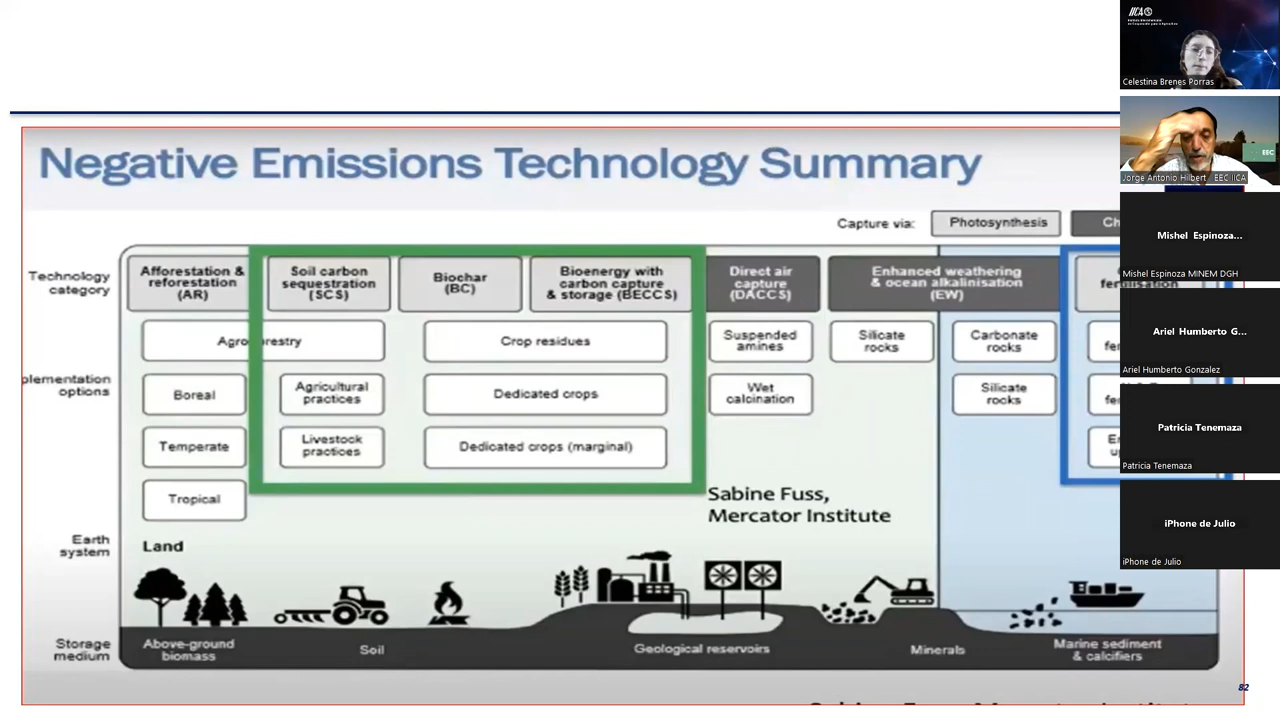 Negative Emissions Technology Summary
Capture via:
Photosynthesis
Technology
category
Afforestation &
reforestation
(AR)
Soil carbon
sequestration
(SCS)
Biochar
(BC)
Bioenergy with
carbon capture
& storage (BECCS)
Direct air
capture
(DACCS)
Enhanced weathering
& ocean alkalinisation
(EW)
plementation
options
Agroforestry
Crop residues
Suspended
amines
Silicate
rocks
Carbonate
rocks
Boreal
Agricultural
practices
Dedicated crops
Wet
calcination
Silicate
rocks
Temperate
Livestock
practices
Dedicated crops (marginal)
Tropical
Sabine Fuss,
Mercator Institute
Earth
system
Land
Storage
medium
Above-ground
biomass
Soil
Geological reservoirs
Minerals
Marine sediment
& calcifiers
82
IICA
Celestina Brenes Porras
EEC
Jorge Antonio Hilbert EEC IICA
Mishel Espinoza...
Mishel Espinoza MINEM DGH
Ariel Humberto G...
Ariel Humberto Gonzalez
Patricia Tenemaza
Patricia Tenemaza
iPhone de Julio
iPhone de Julio